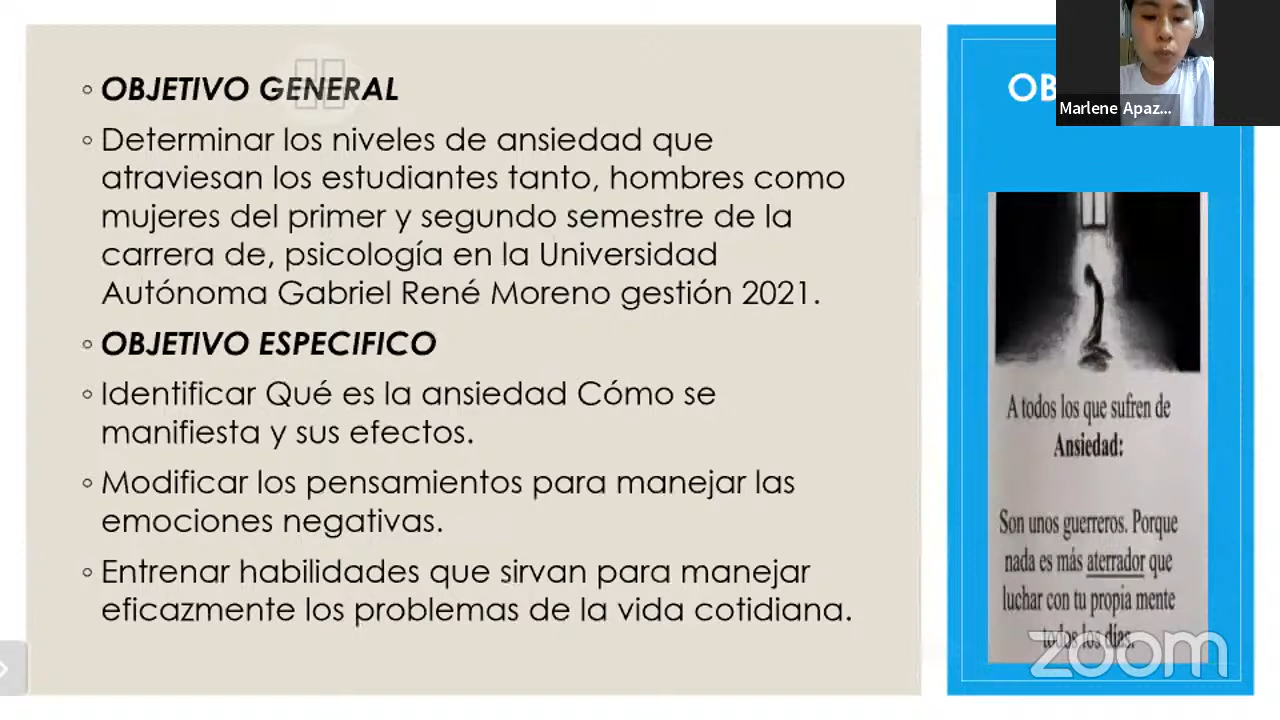 OBJETIVO GENERAL
Determinar los niveles de ansiedad que
atraviesan los estudiantes tanto, hombres como
mujeres del primer y segundo semestre de la
carrera de, psicología en la Universidad
Autónoma Gabriel René Moreno gestión 2021.
OBJETIVO ESPECIFICO
Identificar Qué es la ansiedad Cómo se
manifiesta y sus efectos.
Modificar los pensamientos para manejar las
emociones negativas.
Entrenar habilidades que sirvan para manejar
eficazmente los problemas de la vida cotidiana.
OB
Marlene Apaz...
A todos los que sufren de
Ansiedad:
Son unos guerreros. Porque
nada es más aterrador que
luchar con tu propia mente
todos los días.
zoom